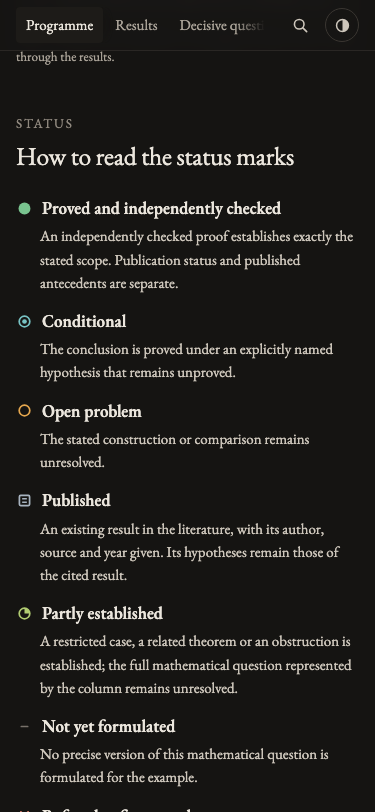 Programme Results Decisive quest
through the results.
STATUS
How to read the status marks
Proved and independently checked
An independently checked proof establishes exactly the
stated scope. Publication status and published
antecedents are separate.
Conditional
The conclusion is proved under an explicitly named
hypothesis that remains unproved.
Open problem
The stated construction or comparison remains
unresolved.
Published
An existing result in the literature, with its author,
source and year given. Its hypotheses remain those of
the cited result.
Partly established
A restricted case, a related theorem or an obstruction is
established; the full mathematical question represented
by the column remains unresolved.
Not yet formulated
No precise version of this mathematical question is
formulated for the example.